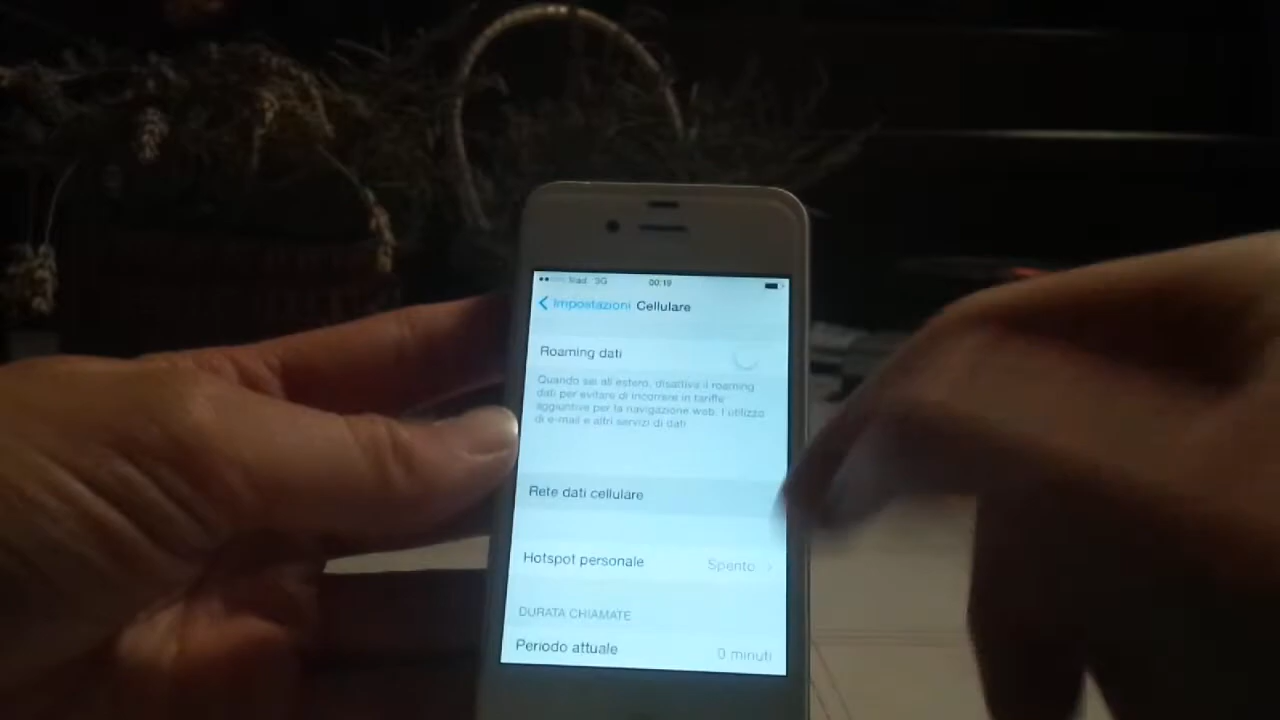 Iliad 3G 00:19
Impostazioni Cellulare
Roaming dati
Quando sei all'estero, disattiva il roaming
dati per evitare di incorrere in tariffe
aggiuntive per la navigazione web, l'utilizzo
di e-mail e altri servizi di dati.
Rete dati cellulare
Hotspot personale Spento
DURATA CHIAMATE
Periodo attuale 0 minuti